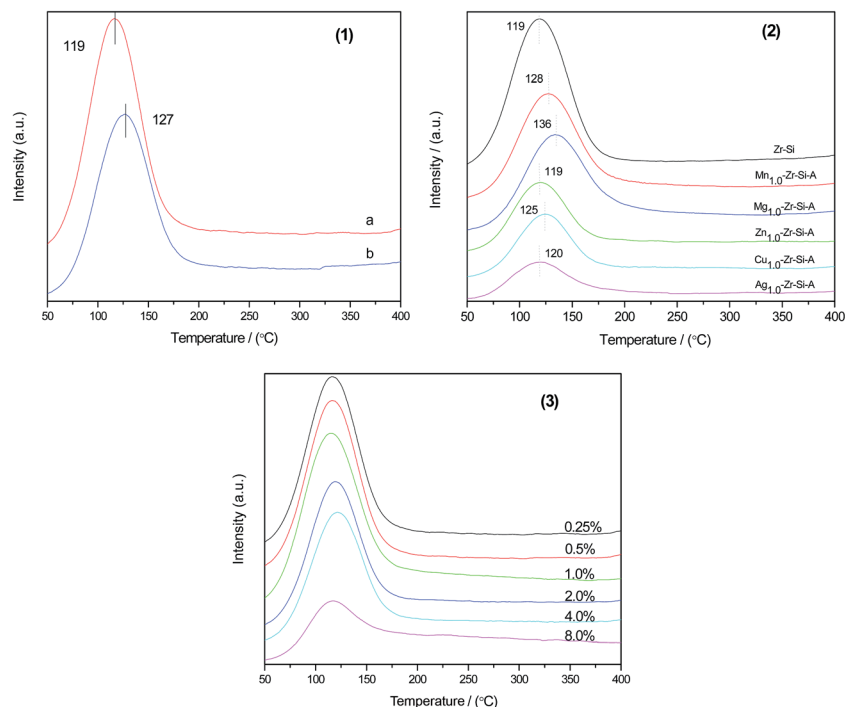 (1)
119
127
a
b
Intensity (a.u.)
50 100 150 200 250 300 350 400
Temperature / (°C)
(2)
119
128
136
119
125
120
Zr-Si
Mn1.0-Zr-Si-A
Mg1.0-Zr-Si-A
Zn1.0-Zr-Si-A
Cu1.0-Zr-Si-A
Ag1.0-Zr-Si-A
Intensity / (a.u.)
50 100 150 200 250 300 350 400
Temperature / (°C)
(3)
0.25%
0.5%
1.0%
2.0%
4.0%
8.0%
Intensity (a.u.)
50 100 150 200 250 300 350 400
Temperature / (°C)